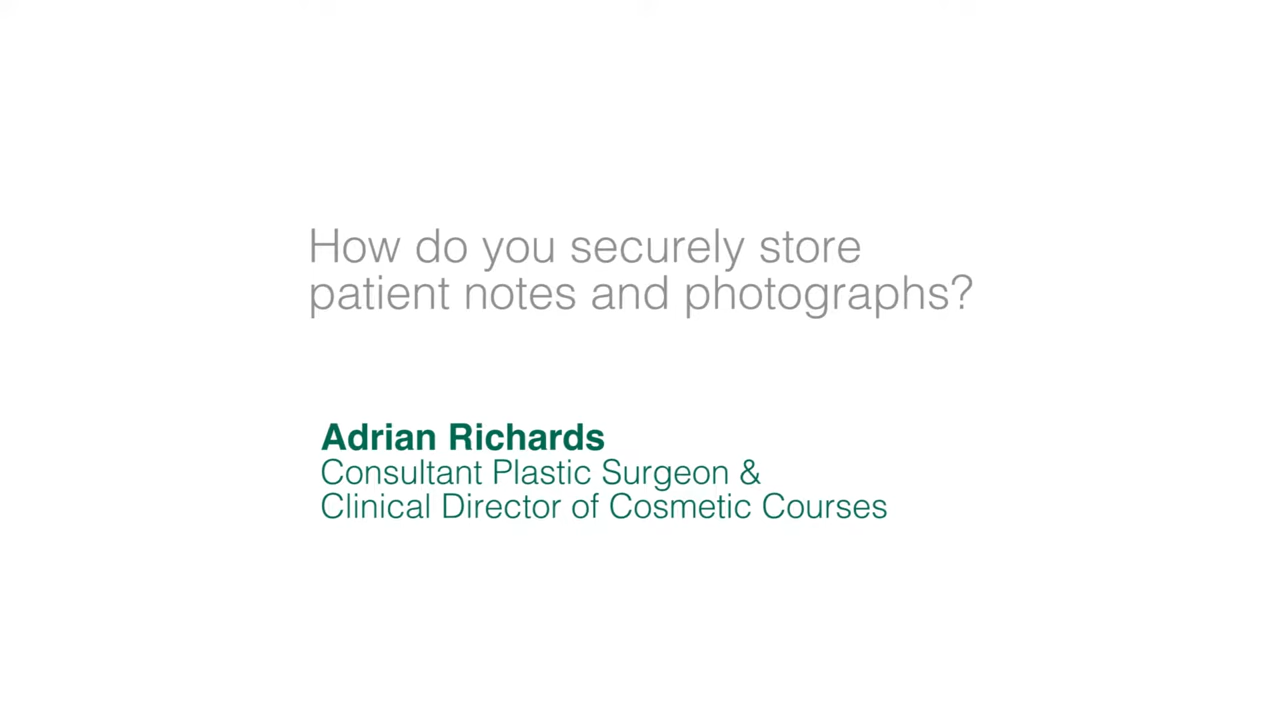 How do you securely store
patient notes and photographs?
Adrian Richards
Consultant Plastic Surgeon &
Clinical Director of Cosmetic Courses